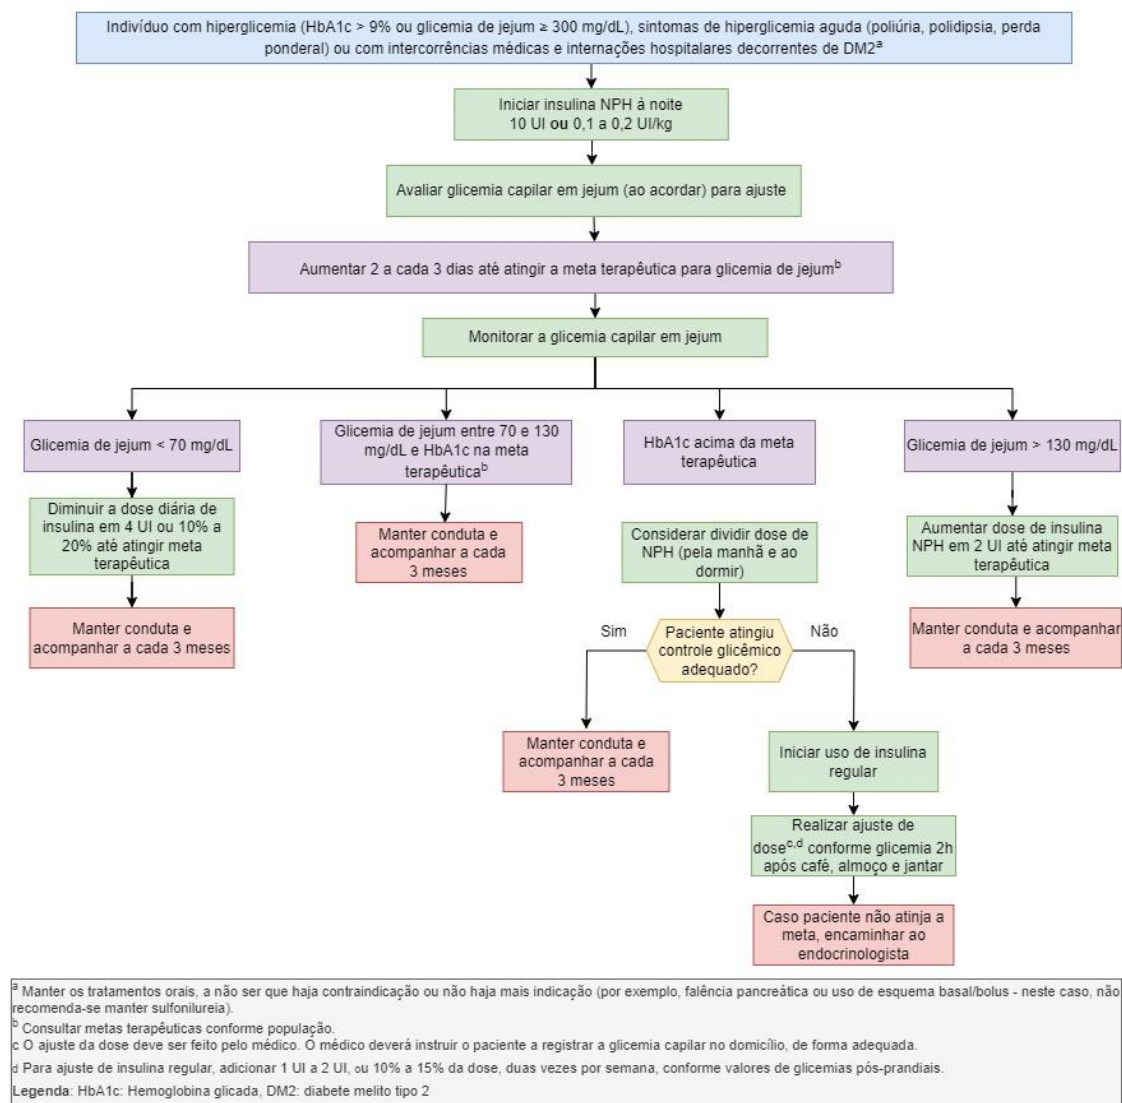 Indivíduo com hiperglicemia (HbA1c > 9% ou glicemia de jejum ≥ 300 mg/dL), sintomas de hiperglicemia aguda (poliúria, polidipsia, perda
ponderal) ou com intercorrências médicas e internações hospitalares decorrentes de DM2ª
Iniciar insulina NPH à noite
10 UI ou 0,1 a 0,2 UI/kg
Avaliar glicemia capilar em jejum (ao acordar) para ajuste
Aumentar 2 a cada 3 dias até atingir a meta terapêutica para glicemia de jejumᵇ
Monitorar a glicemia capilar em jejum
Glicemia de jejum < 70 mg/dL
Diminuir a dose diária de
insulina em 4 UI ou 10% a
20% até atingir meta
terapêutica
Manter conduta e
acompanhar a cada 3 meses
Glicemia de jejum entre 70 e 130
mg/dL e HbA1c na meta
terapêuticaᵇ
Manter conduta e
acompanhar a cada
3 meses
HbA1c acima da meta
terapêutica
Considerar dividir dose de
NPH (pela manhã e ao
dormir)
Paciente atingiu
controle glicêmico
adequado?
Sim
Não
Manter conduta e
acompanhar a cada
3 meses
Iniciar uso de insulina
regular
Realizar ajuste de
doseᶜ,ᵈ conforme glicemia 2h
após café, almoço e jantar
Caso paciente não atinja a
meta, encaminhar ao
endocrinologista
Glicemia de jejum > 130 mg/dL
Aumentar dose de insulina
NPH em 2 UI até atingir meta
terapêutica
Manter conduta e acompanhar
a cada 3 meses
ª Manter os tratamentos orais, a não ser que haja contraindicação ou não haja mais indicação (por exemplo, falência pancreática ou uso de esquema basal/bolus - neste caso, não
recomenda-se manter sulfonilureia).
ᵇ Consultar metas terapêuticas conforme população.
c O ajuste da dose deve ser feito pelo médico. O médico deverá instruir o paciente a registrar a glicemia capilar no domicílio, de forma adequada.
d Para ajuste de insulina regular, adicionar 1 UI a 2 UI, ou 10% a 15% da dose, duas vezes por semana, conforme valores de glicemias pós-prandiais.
Legenda: HbA1c: Hemoglobina glicada, DM2: diabete melito tipo 2